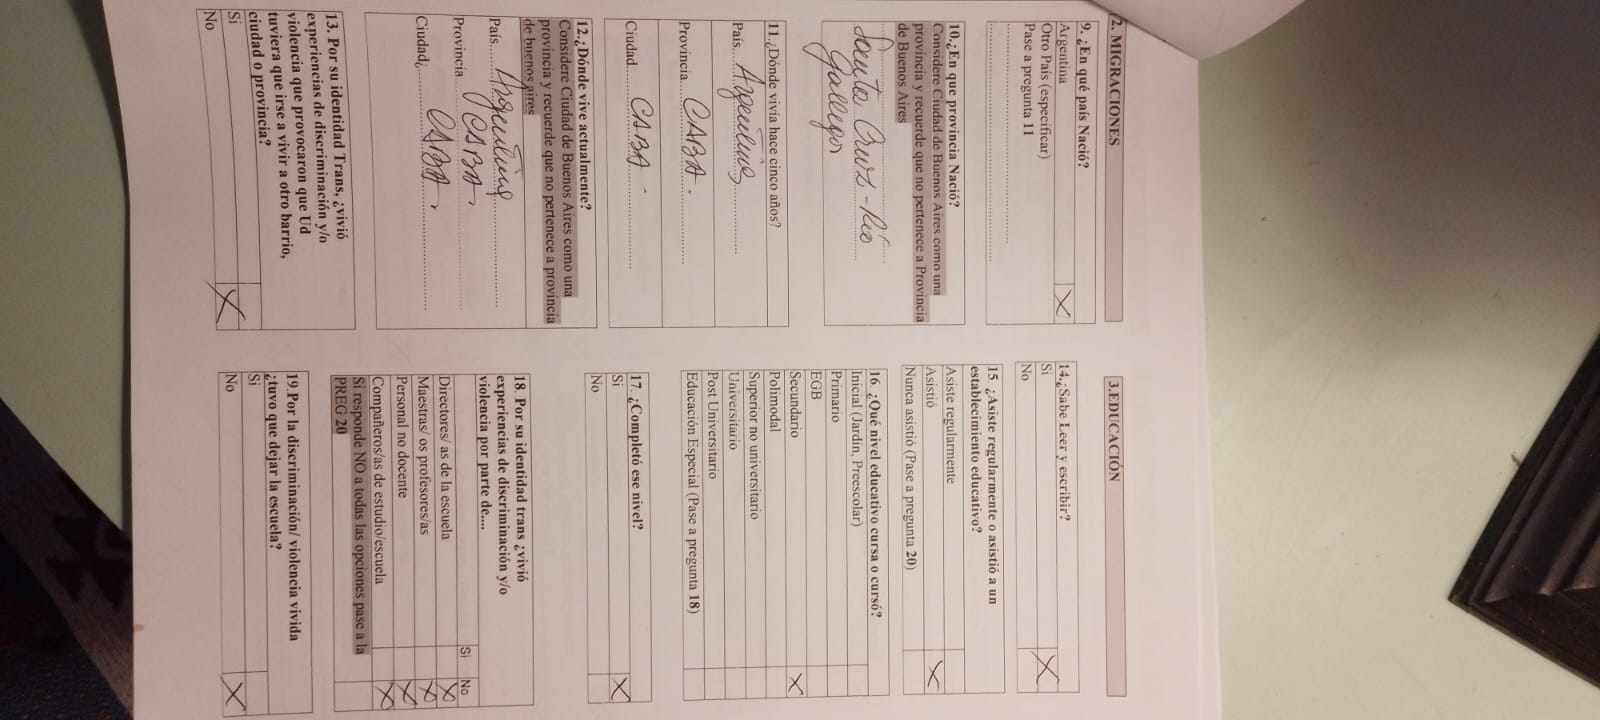 2. MIGRACIONES
9. ¿En qué país Nació?
Argentina X
Otro País (especificar)
Pase a pregunta 11
10.¿En que provincia Nació?
Considere Ciudad de Buenos Aires como una
provincia y recuerde que no pertenece a Provincia
de Buenos Aires
Santa Cruz - Río
Gallegos
11.¿Dónde vivía hace cinco años?
País... Argentina
Provincia... CABA.
Ciudad... CABA
12.¿Dónde vive actualmente?
Considere Ciudad de Buenos Aires como una
provincia y recuerde que no pertenece a provincia
de buenos aires
País... Argentina
Provincia CABA.
Ciudad¿... CABA.
13. Por su identidad Trans, ¿vivió
experiencias de discriminación y/o
violencia que provocaron que Ud
tuviera que irse a vivir a otro barrio,
ciudad o provincia?
Si
No X
3.EDUCACIÓN
14.¿Sabe Leer y escribir?
Si X
No
15. ¿Asiste regularmente o asistió a un
establecimiento educativo?
Asiste regularmente
Asistió X
Nunca asistió (Pase a pregunta 20)
16. ¿Qué nivel educativo cursa o cursó?
Inicial (Jardín, Preescolar)
Primario
EGB
Secundario X
Polimodal
Superior no universitario
Universitario
Post Universitario
Educación Especial (Pase a pregunta 18)
17. ¿Completó ese nivel?
Si X
No
18. Por su identidad trans ¿vivió
experiencias de discriminación y/o
violencia por parte de....
Si No
Directores/ as de la escuela X
Maestras/ os profesores/as X
Personal no docente X
Compañeros/as de estudio/escuela X
Si responde NO a todas las opciones pase a la
PREG 20
19.Por la discriminación/ violencia vivida
¿tuvo que dejar la escuela?
Si
No X